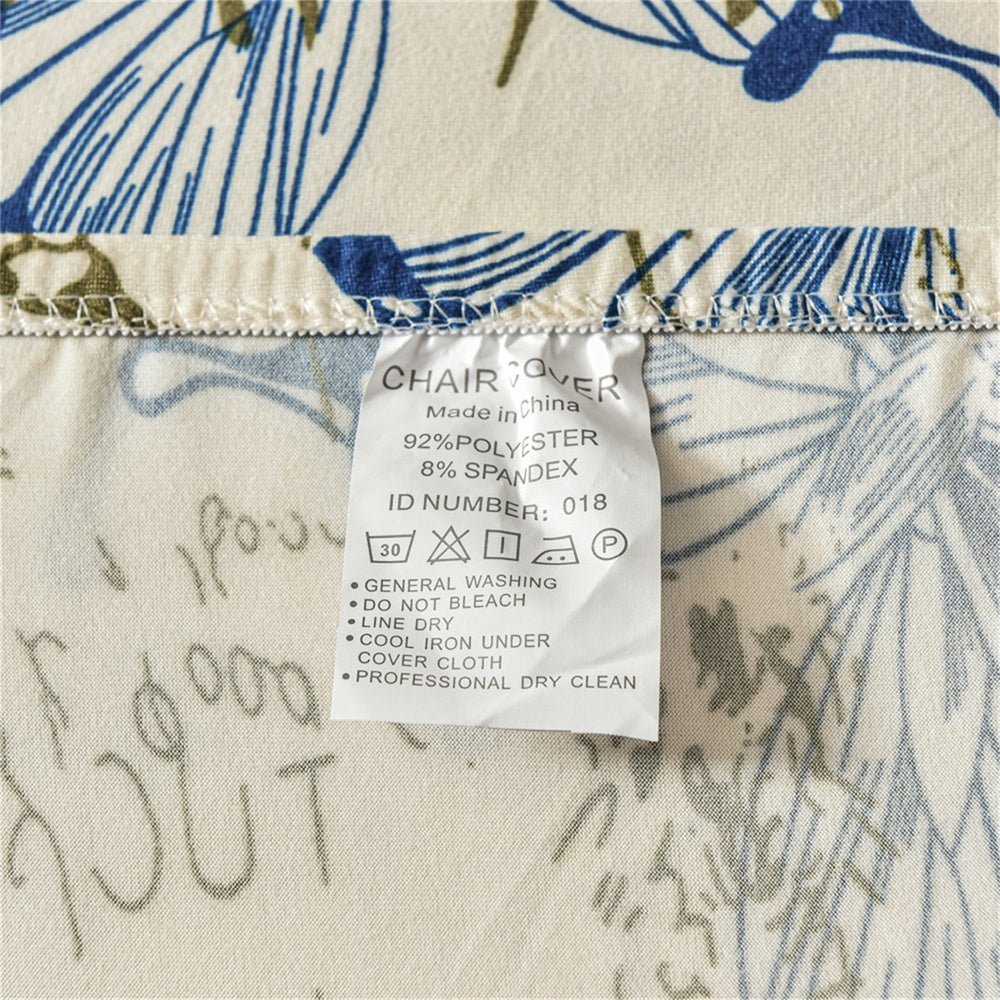 CHAIR COVER
Made in China
92%POLYESTER
8% SPANDEX
ID NUMBER: 018
30 P
• GENERAL WASHING
• DO NOT BLEACH
• LINE DRY
• COOL IRON UNDER
COVER CLOTH
• PROFESSIONAL DRY CLEAN